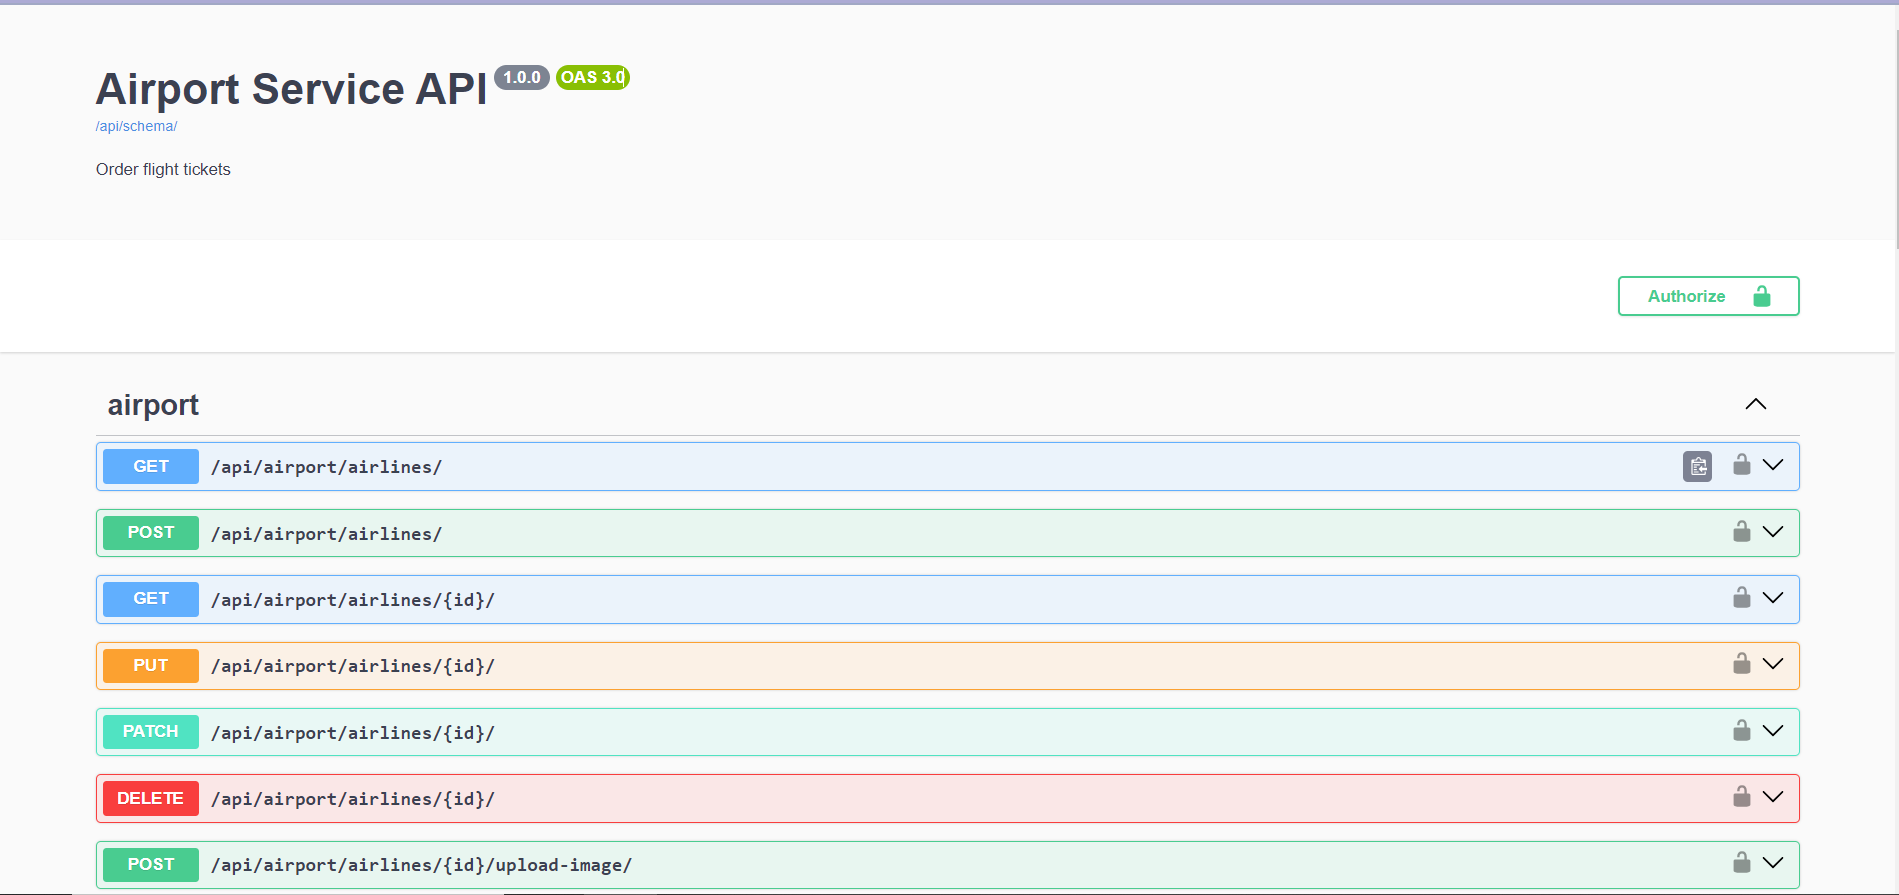 Airport Service API 1.0.0 OAS 3.0
/api/schema/
Order flight tickets
Authorize
airport
GET /api/airport/airlines/
POST /api/airport/airlines/
GET /api/airport/airlines/{id}/
PUT /api/airport/airlines/{id}/
PATCH /api/airport/airlines/{id}/
DELETE /api/airport/airlines/{id}/
POST /api/airport/airlines/{id}/upload-image/